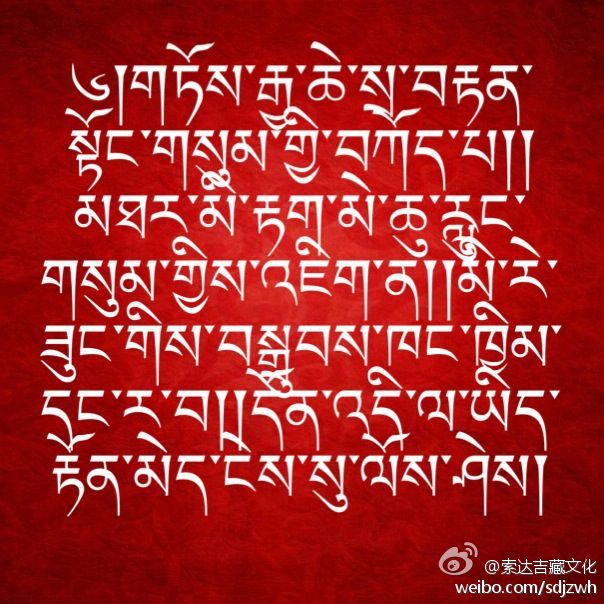 ༄།གཏོས་རྒྱ་ཆེ་སྲ་བརྟན་
སྟོང་གསུམ་གྱི་བཀོད་པ།།
མཐར་མི་རྟག་མེ་ཆུ་རླུང་
གསུམ་གྱིས་འཇིག་ན།།མི་རེ་
ཟུང་གིས་བསྒྲུབས་ཁང་ཁྱིམ་
དང་ར་བ།།དོན་འདི་ལ་ཡིད་
རྟོན་མེད་ངེས་སུ་ལོས་ཤེས།
@索达吉藏文化
weibo.com/sdjzwh